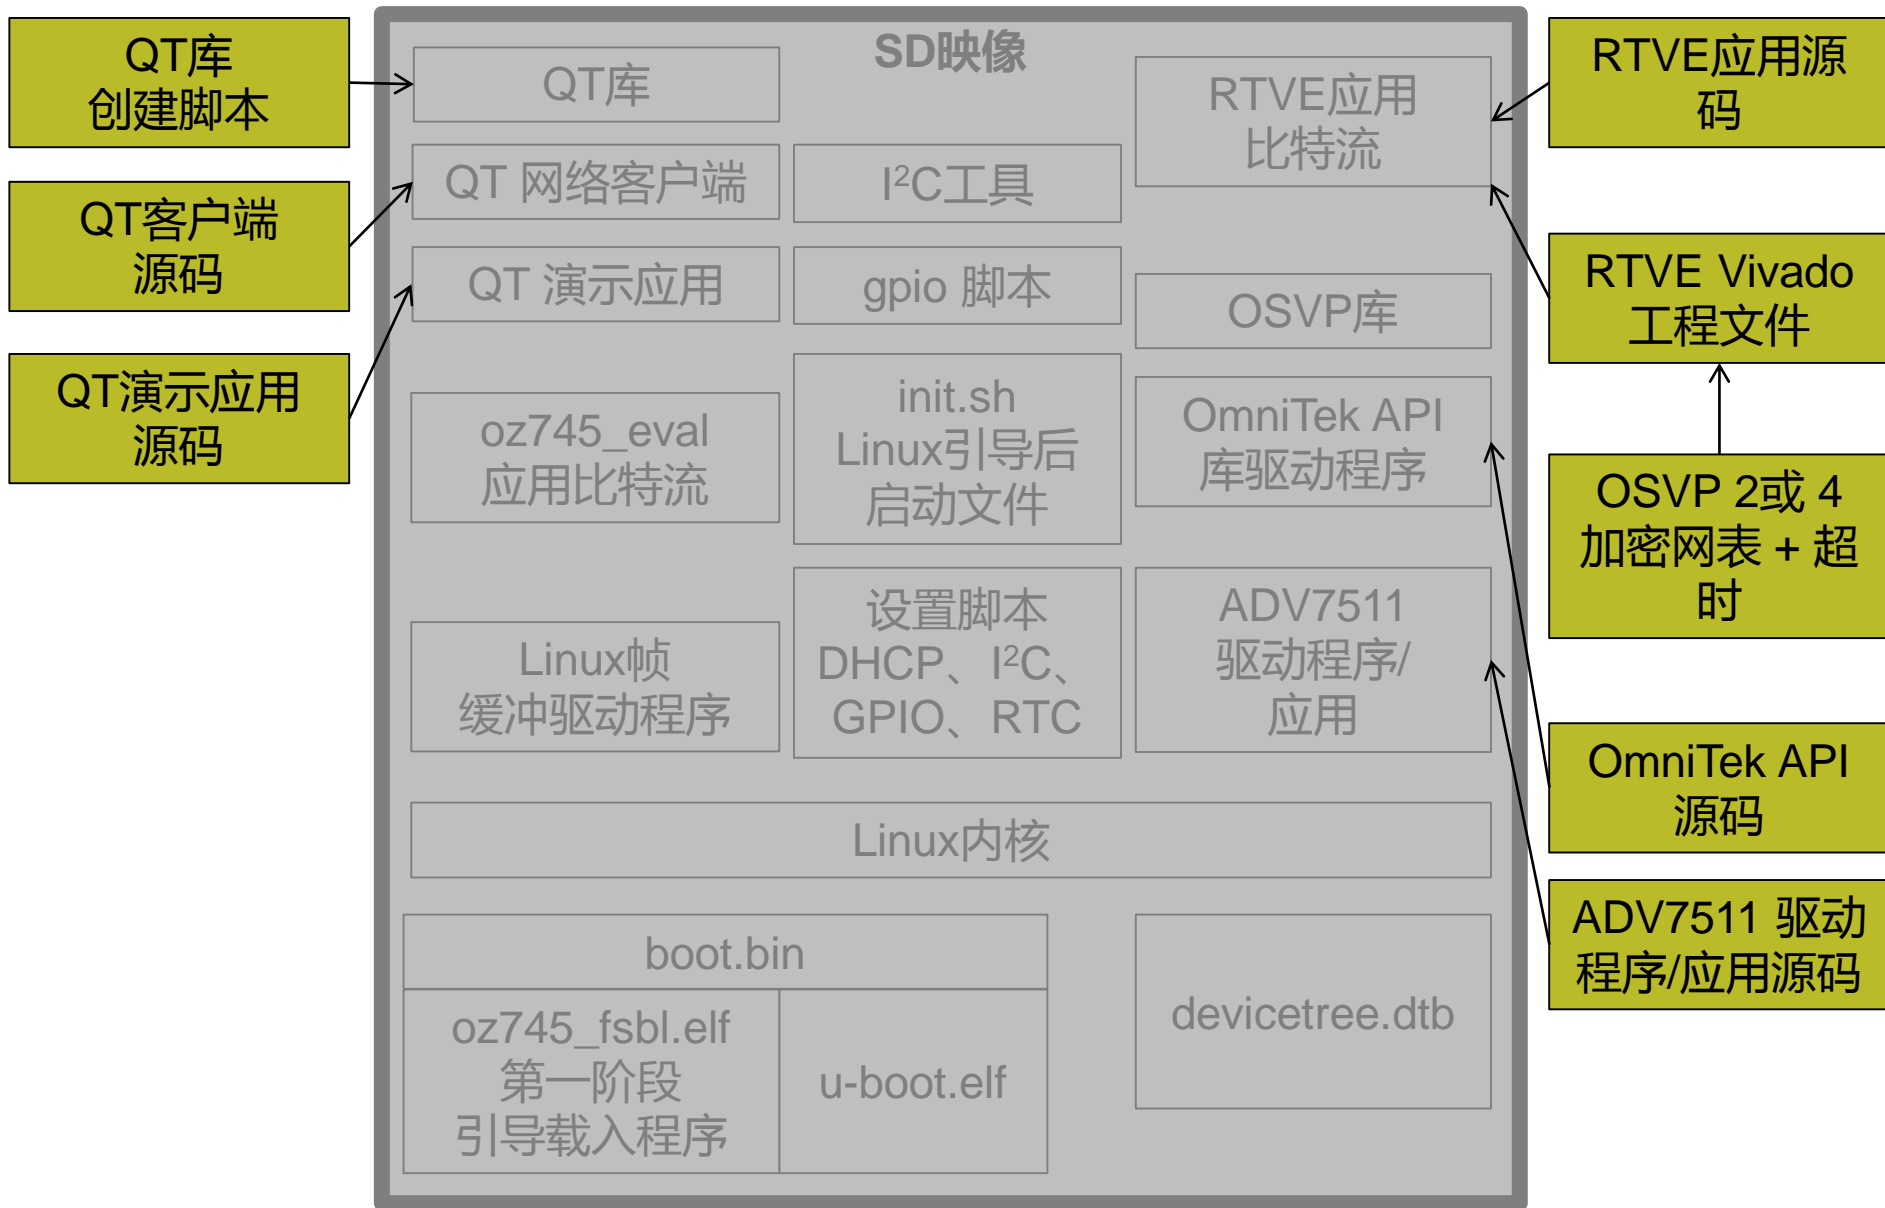 QT库
创建脚本
QT客户端
源码
QT演示应用
源码
SD映像
QT库
RTVE应用
比特流
QT 网络客户端
I²C工具
QT 演示应用
gpio 脚本
OSVP库
oz745_eval
应用比特流
init.sh
Linux引导后
启动文件
OmniTek API
库驱动程序
Linux帧
缓冲驱动程序
设置脚本
DHCP、I²C、
GPIO、RTC
ADV7511
驱动程序/
应用
Linux内核
boot.bin
oz745_fsbl.elf
第一阶段
引导载入程序
u-boot.elf
devicetree.dtb
RTVE应用源
码
RTVE Vivado
工程文件
OSVP 2或 4
加密网表 + 超
时
OmniTek API
源码
ADV7511 驱动
程序/应用源码